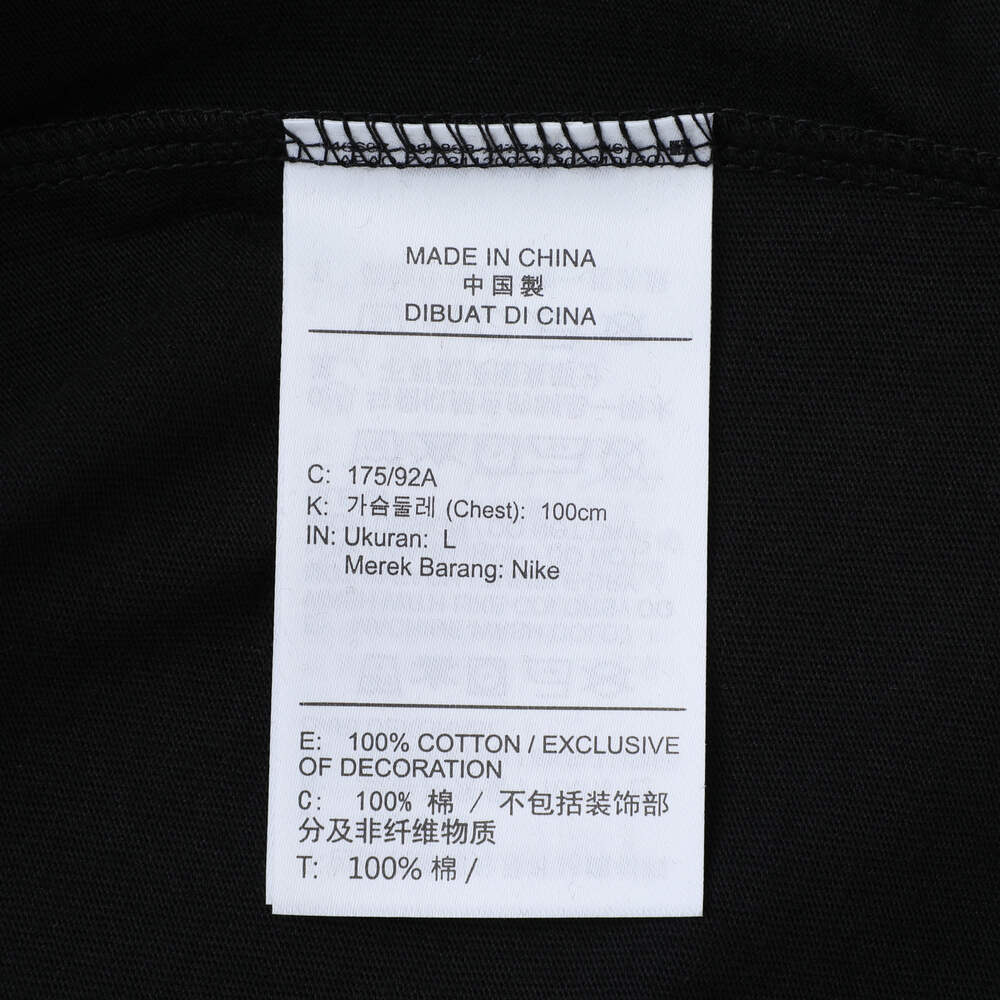 MADE IN CHINA
中国製
DIBUAT DI CINA
C: 175/92A
K: 가슴둘레 (Chest): 100cm
IN: Ukuran: L
Merek Barang: Nike
E: 100% COTTON / EXCLUSIVE
OF DECORATION
C: 100% 棉 / 不包括装饰部
分及非纤维物质
T: 100% 棉 /